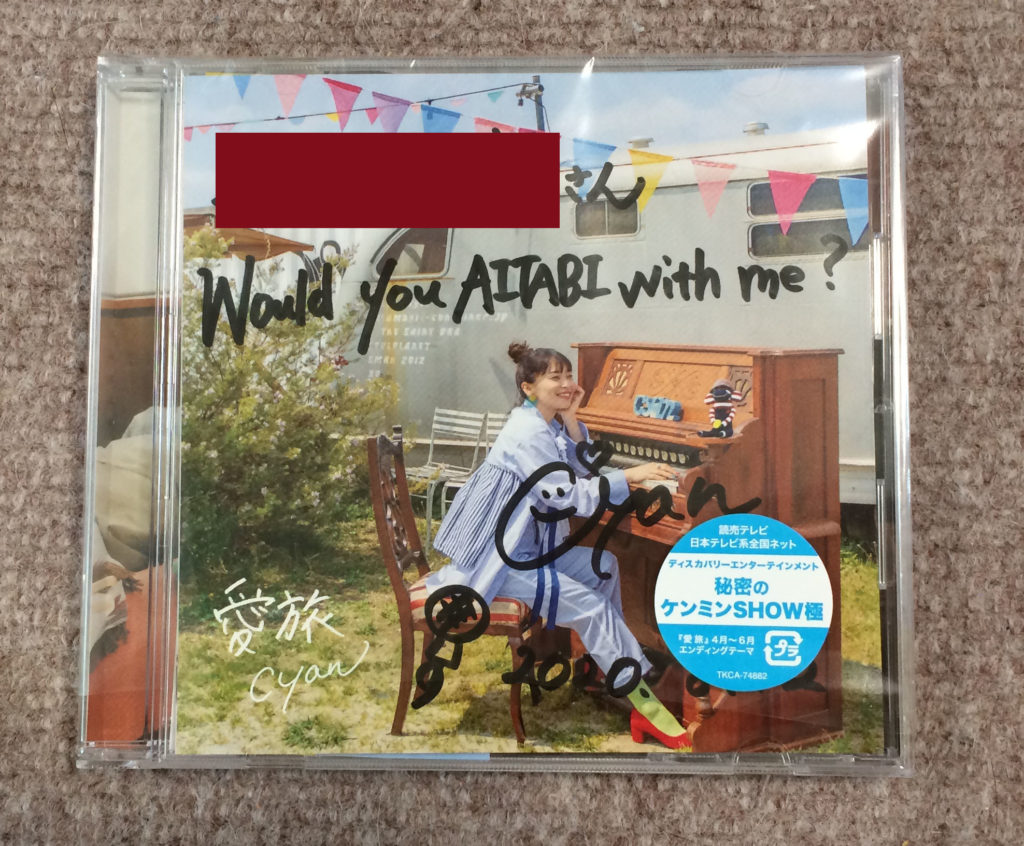 さん
Would you AITABI with me?
Cyan
2020.
愛旅
cyan
読売テレビ
日本テレビ系全国ネット
ディスカバリーエンターテインメント
秘密の
ケンミンSHOW極
『愛旅』4月～6月
エンディングテーマ
プラ
TKCA-74882